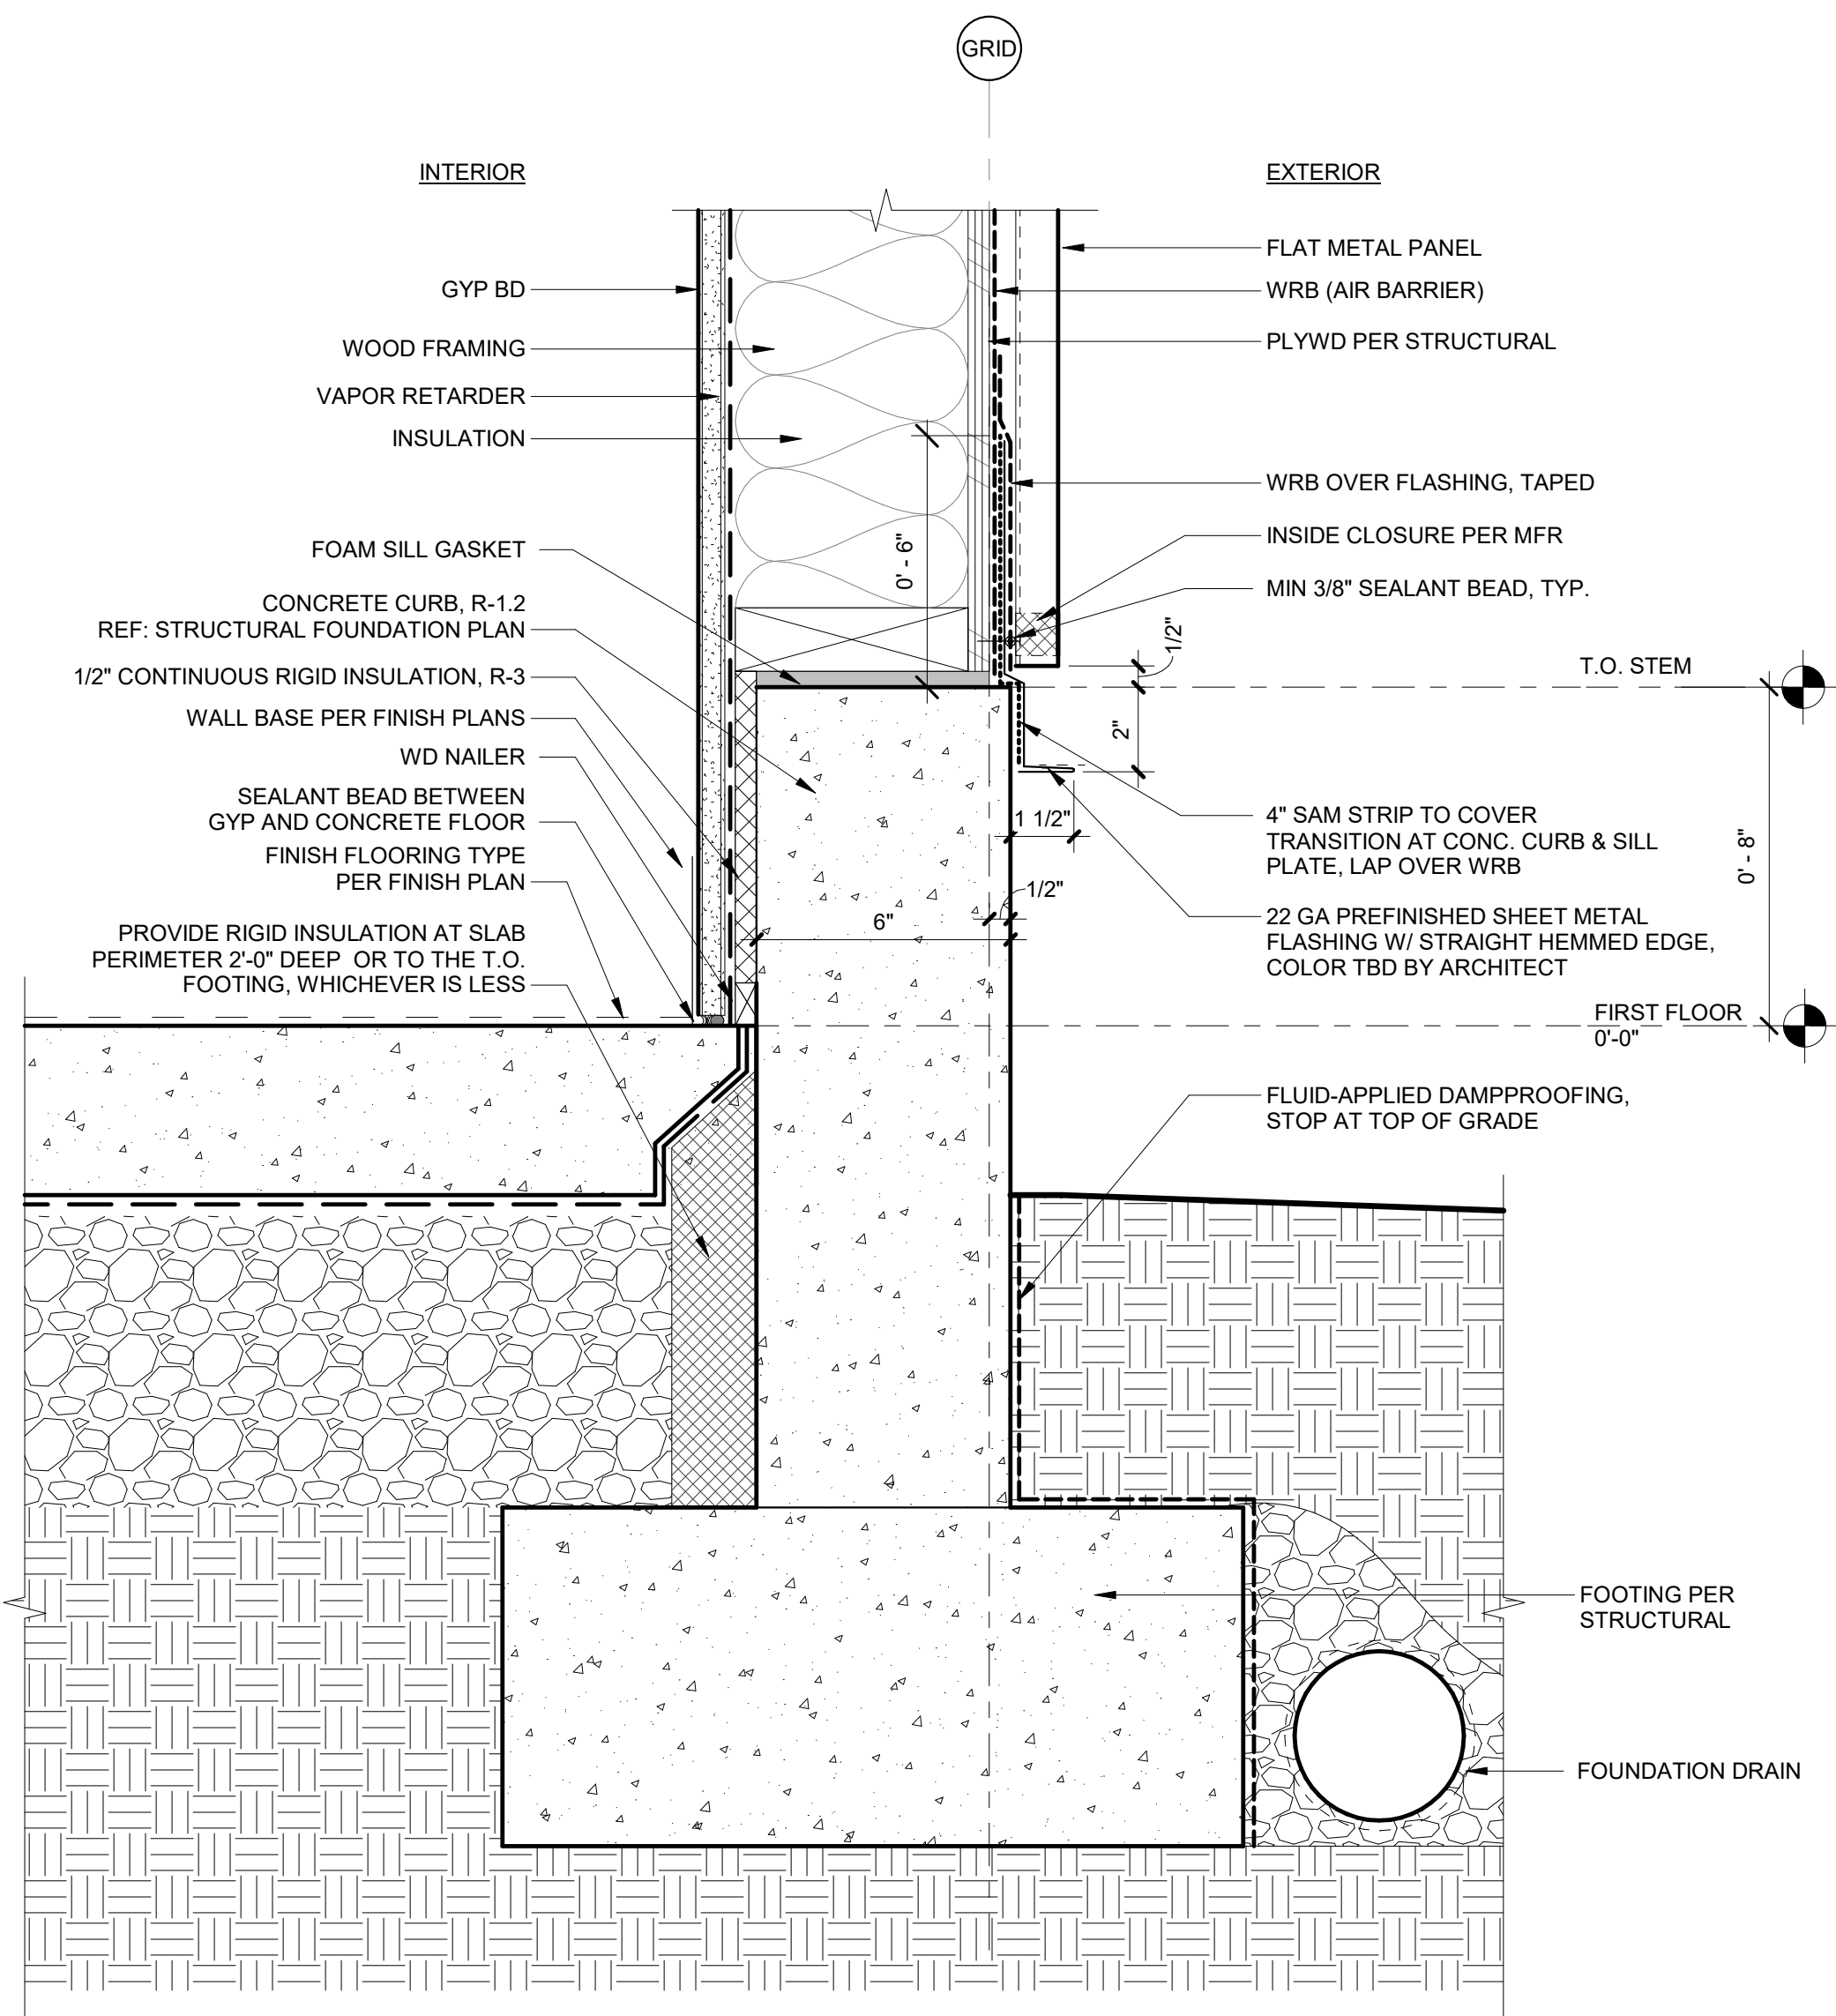 GRID
INTERIOR
EXTERIOR
GYP BD
WOOD FRAMING
VAPOR RETARDER
INSULATION
FOAM SILL GASKET
CONCRETE CURB, R-1.2
REF: STRUCTURAL FOUNDATION PLAN
1/2" CONTINUOUS RIGID INSULATION, R-3
WALL BASE PER FINISH PLANS
WD NAILER
SEALANT BEAD BETWEEN
GYP AND CONCRETE FLOOR
FINISH FLOORING TYPE
PER FINISH PLAN
PROVIDE RIGID INSULATION AT SLAB
PERIMETER 2'-0" DEEP OR TO THE T.O.
FOOTING, WHICHEVER IS LESS
0' - 6"
6"
1/2"
1 1/2"
2"
1/2"
FLAT METAL PANEL
WRB (AIR BARRIER)
PLYWD PER STRUCTURAL
WRB OVER FLASHING, TAPED
INSIDE CLOSURE PER MFR
MIN 3/8" SEALANT BEAD, TYP.
T.O. STEM
4" SAM STRIP TO COVER
TRANSITION AT CONC. CURB & SILL
PLATE, LAP OVER WRB
0' - 8"
22 GA PREFINISHED SHEET METAL
FLASHING W/ STRAIGHT HEMMED EDGE,
COLOR TBD BY ARCHITECT
FIRST FLOOR
0'-0"
FLUID-APPLIED DAMPPROOFING,
STOP AT TOP OF GRADE
FOOTING PER
STRUCTURAL
FOUNDATION DRAIN